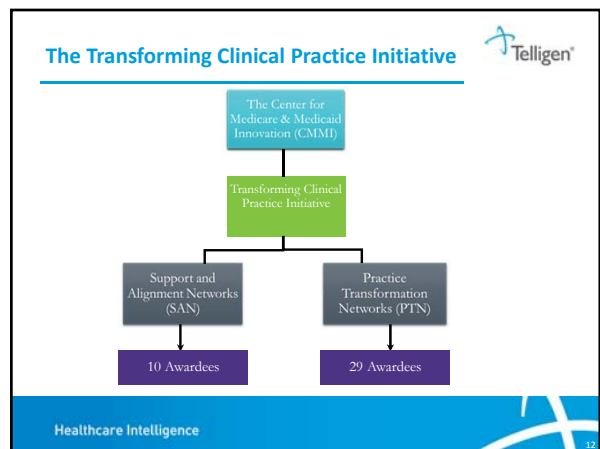 The Transforming Clinical Practice Initiative
Telligen®
The Center for
Medicare & Medicaid
Innovation (CMMI)
Transforming Clinical
Practice Initiative
Support and
Alignment Networks
(SAN)
Practice
Transformation
Networks (PTN)
10 Awardees
29 Awardees
Healthcare Intelligence
12